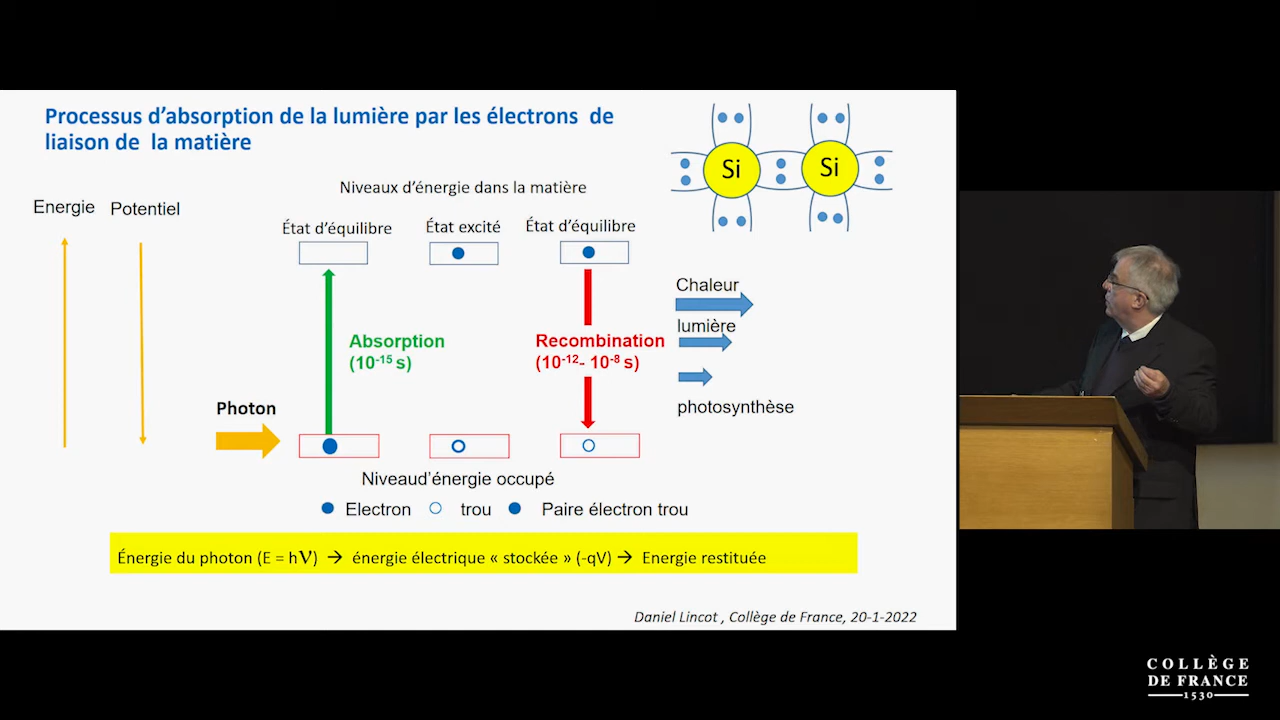 Processus d'absorption de la lumière par les électrons de
liaison de la matière
Si
Si
Niveaux d'énergie dans la matière
Energie
Potentiel
État d'équilibre
État excité
État d'équilibre
Chaleur
lumière
Absorption
(10-15 s)
Recombination
(10-12- 10-8 s)
photosynthèse
Photon
Niveaud'énergie occupé
Electron
trou
Paire électron trou
Énergie du photon (E = hν) → énergie électrique « stockée » (-qV) → Energie restituée
Daniel Lincot , Collège de France, 20-1-2022
COLLÈGE
DE FRANCE
1530